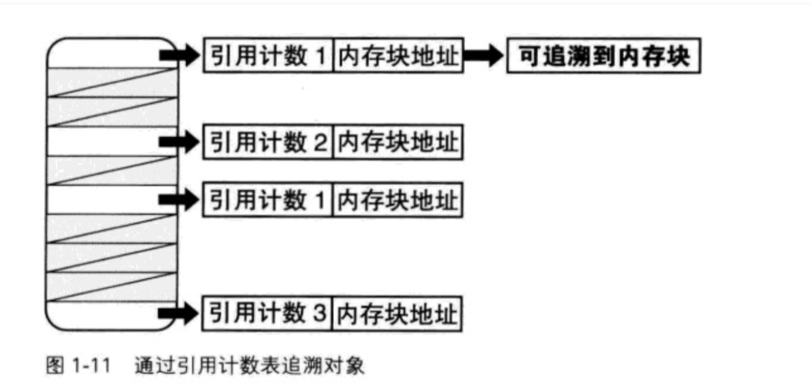 引用计数 1 内存块地址 可追溯到内存块
引用计数 2 内存块地址
引用计数 1 内存块地址
引用计数 3 内存块地址
图 1-11 通过引用计数表追溯对象